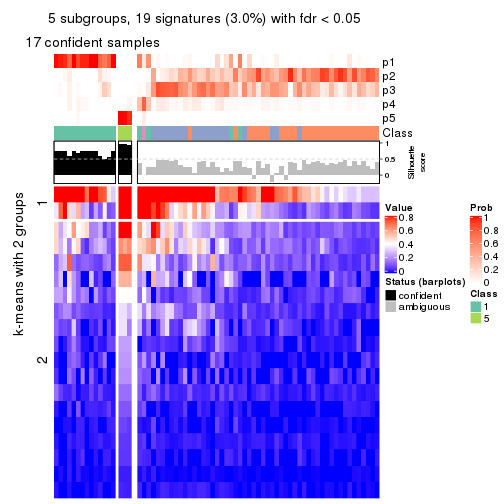 5 subgroups, 19 signatures (3.0%) with fdr < 0.05
17 confident samples
p1
p2
p3
p4
p5
Class
1
0.5
0
Silhouette
score
k-means with 2 groups
1
2
Value
0.8
0.6
0.4
0.2
0
Prob
1
0.8
0.6
0.4
0.2
0
Status (barplots)
confident
ambiguous
Class
1
5